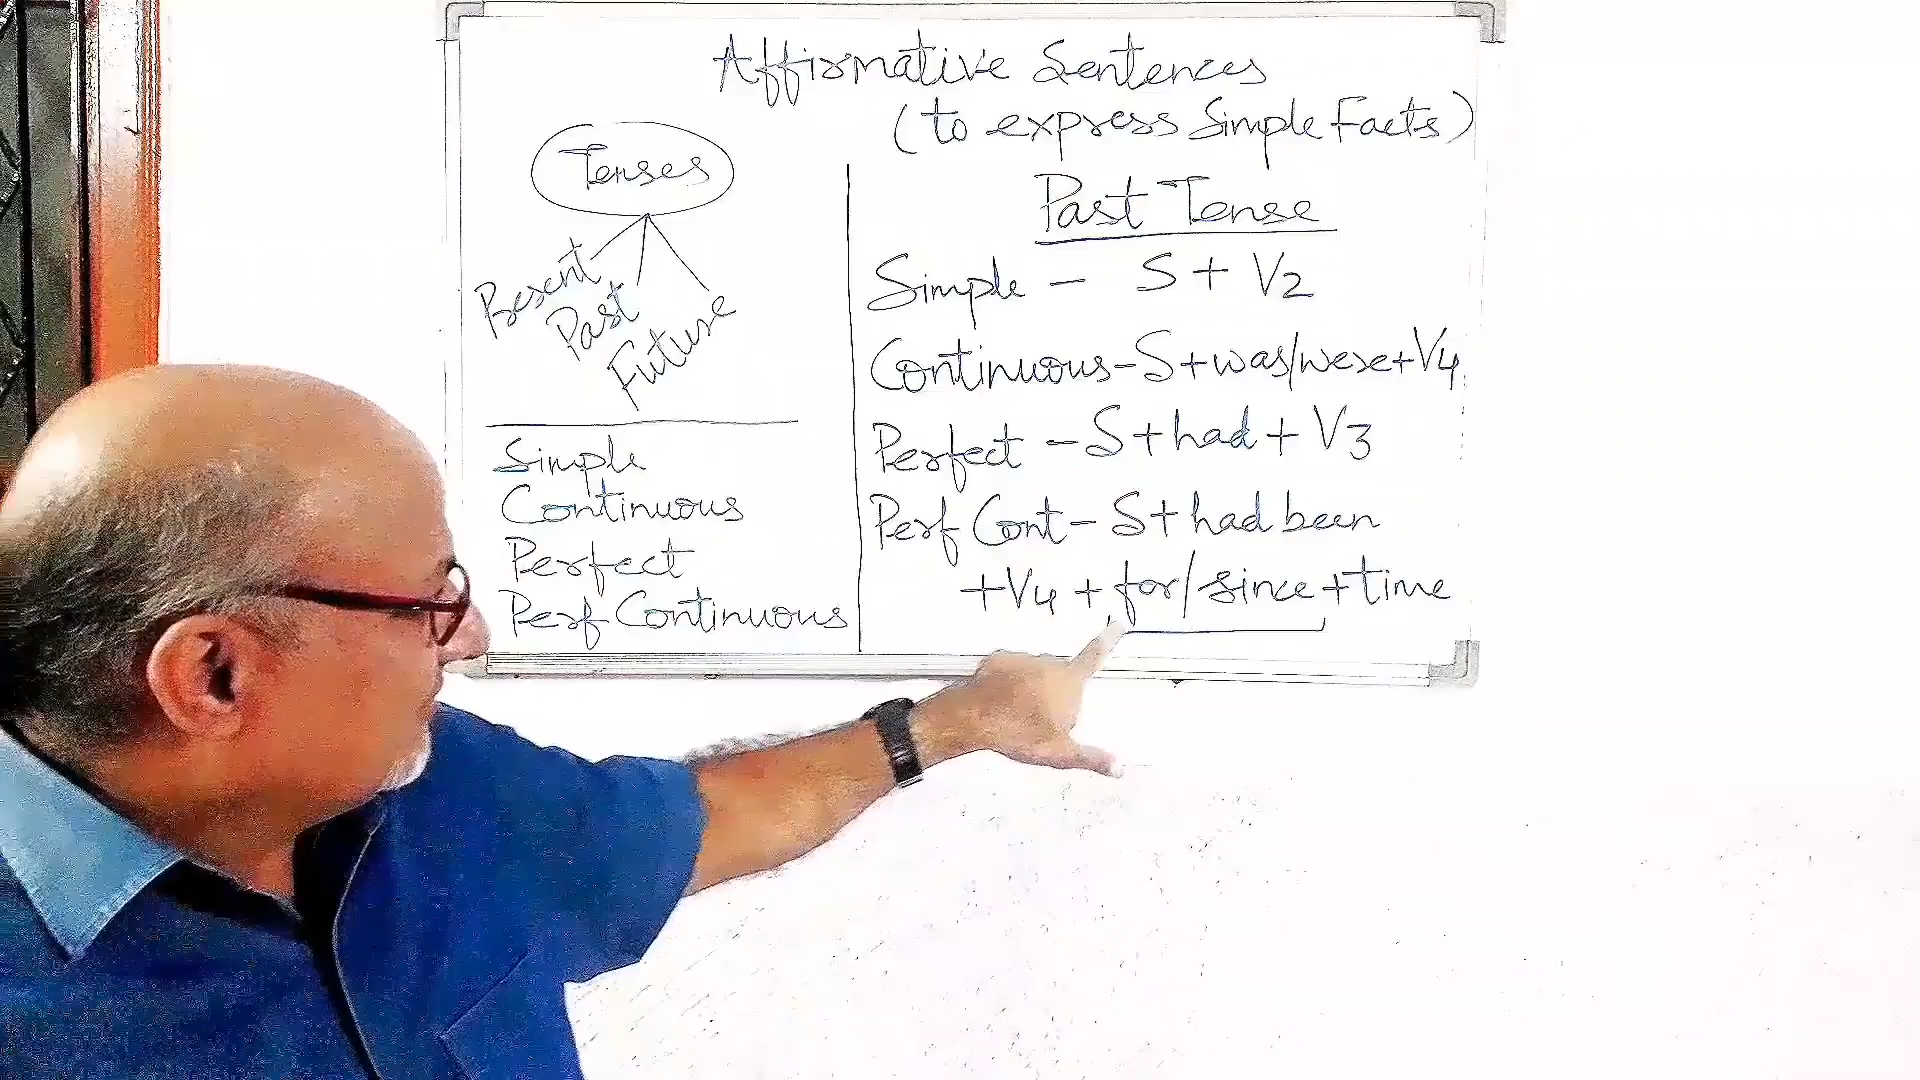 Affirmative Sentences
(to express Simple Facts)
Tenses
Present
Past
Future
Simple
Continuous
Perfect
Perf Continuous
Past Tense
Simple - S + V2
Continuous - S + was/were + V4
Perfect - S + had + V3
Perf Cont - S + had been
+ V4 + for/since + time